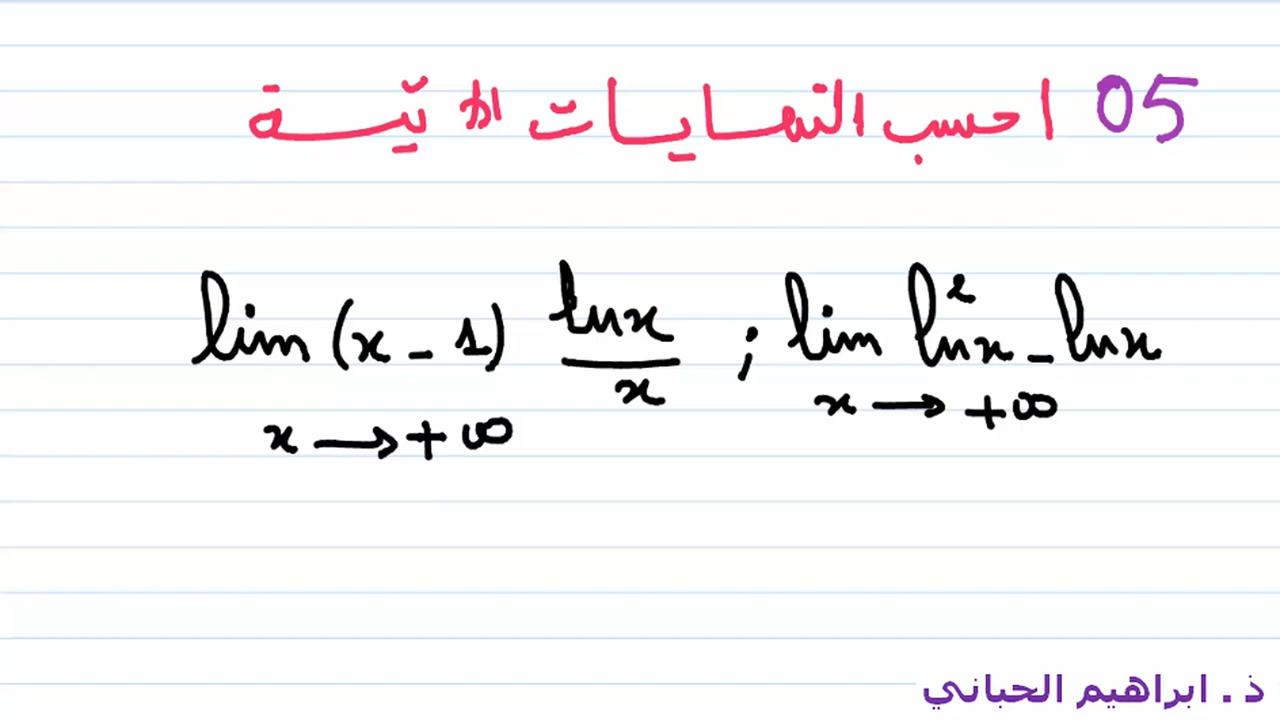 05 احسب النهايات الآتية
lim (x - 1) lnx / x ; lim ln²x - lnx
x → +∞ x → +∞
ذ . ابراهيم الحباني